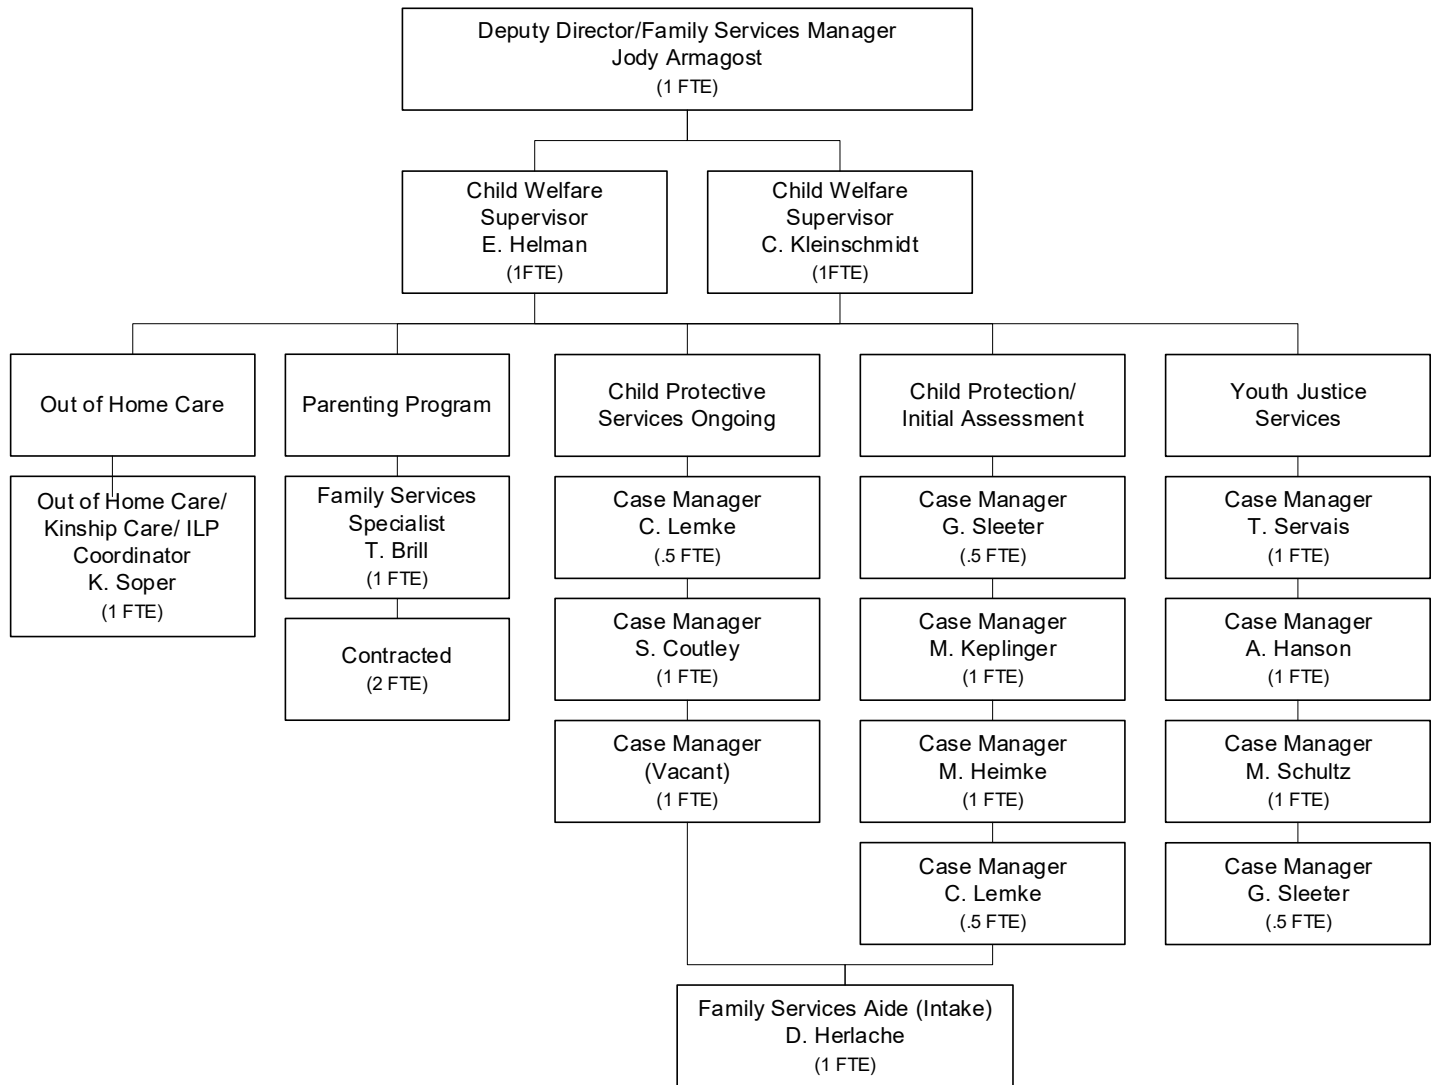 Deputy Director/Family Services Manager
Jody Armagost
(1 FTE)
Child Welfare
Supervisor
E. Helman
(1FTE)
Child Welfare
Supervisor
C. Kleinschmidt
(1FTE)
Out of Home Care
Out of Home Care/
Kinship Care/ ILP
Coordinator
K. Soper
(1 FTE)
Parenting Program
Family Services
Specialist
T. Brill
(1 FTE)
Contracted
(2 FTE)
Child Protective
Services Ongoing
Case Manager
C. Lemke
(.5 FTE)
Case Manager
S. Coutley
(1 FTE)
Case Manager
(Vacant)
(1 FTE)
Child Protection/
Initial Assessment
Case Manager
G. Sleeter
(.5 FTE)
Case Manager
M. Keplinger
(1 FTE)
Case Manager
M. Heimke
(1 FTE)
Case Manager
C. Lemke
(.5 FTE)
Youth Justice
Services
Case Manager
T. Servais
(1 FTE)
Case Manager
A. Hanson
(1 FTE)
Case Manager
M. Schultz
(1 FTE)
Case Manager
G. Sleeter
(.5 FTE)
Family Services Aide (Intake)
D. Herlache
(1 FTE)